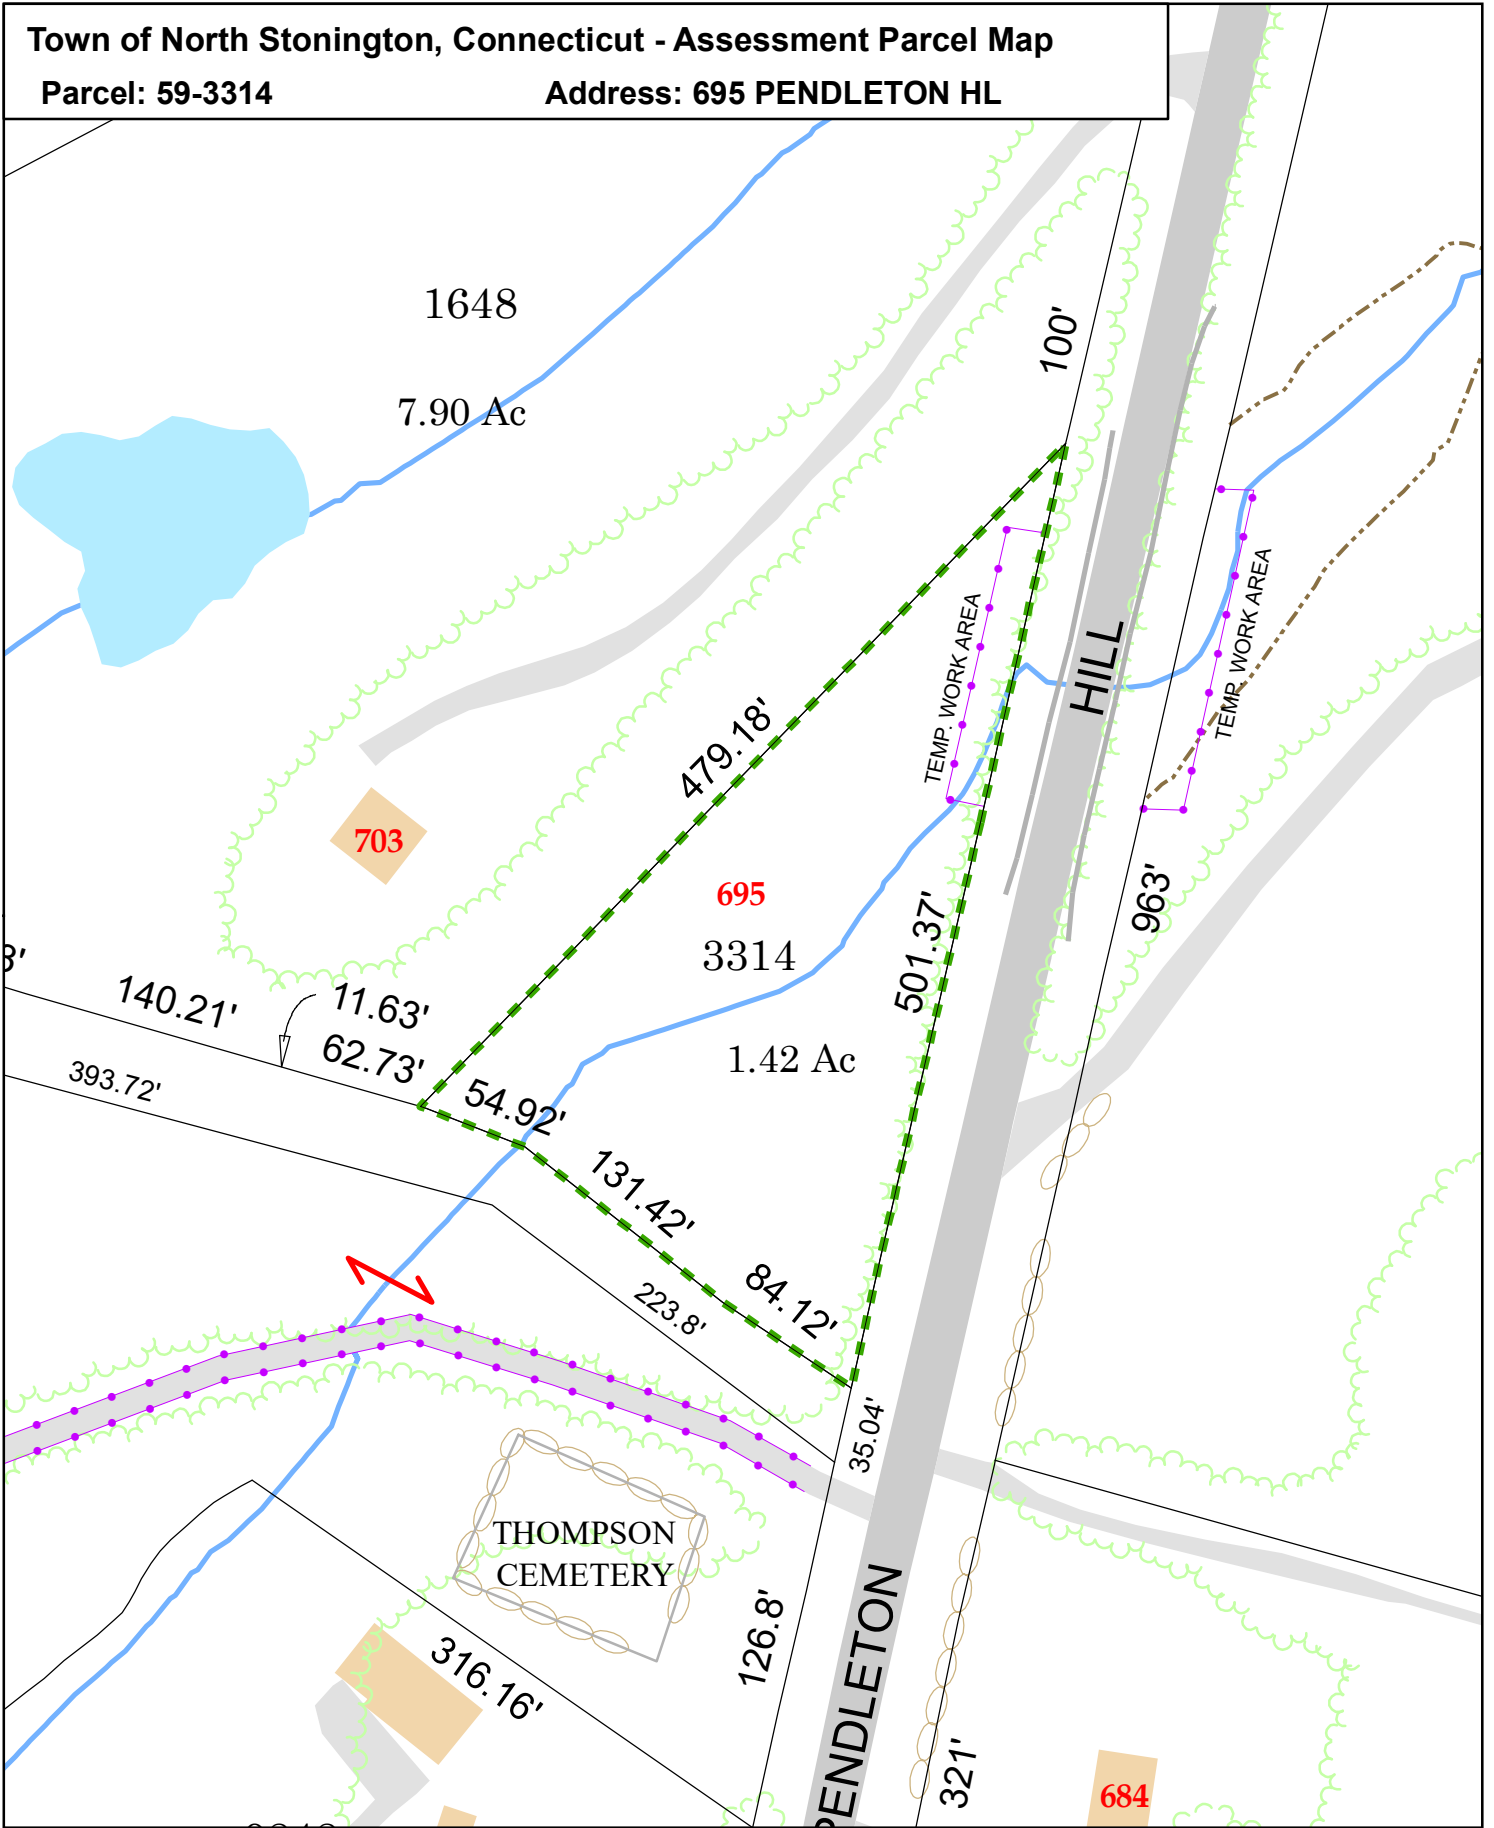 Town of North Stonington, Connecticut - Assessment Parcel Map
Parcel: 59-3314 Address: 695 PENDLETON HL
1648
100'
7.90 Ac
TEMP. WORK AREA
TEMP. WORK AREA
HILL
479.18'
703
695
963'
501.37'
3314
140.21'
11.63'
62.73'
1.42 Ac
393.72'
54.92'
131.42'
84.12'
223.8'
35.04'
THOMPSON
CEMETERY
126.8'
316.16'
PENDLETON
321'
684